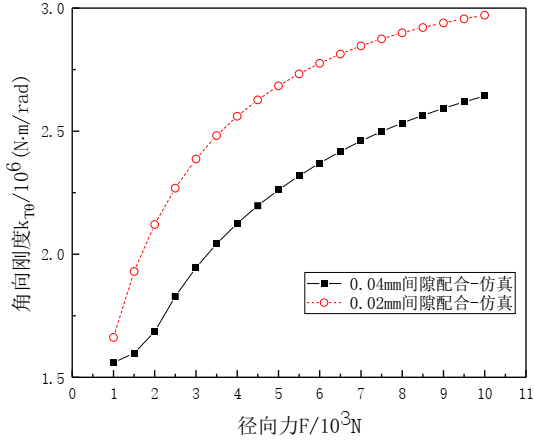 3.0
2.5
2.0
1.5
角向刚度k_Tθ/10^6(N·m/rad)
0.04mm间隙配合-仿真
0.02mm间隙配合-仿真
0 1 2 3 4 5 6 7 8 9 10 11
径向力F/10^3N